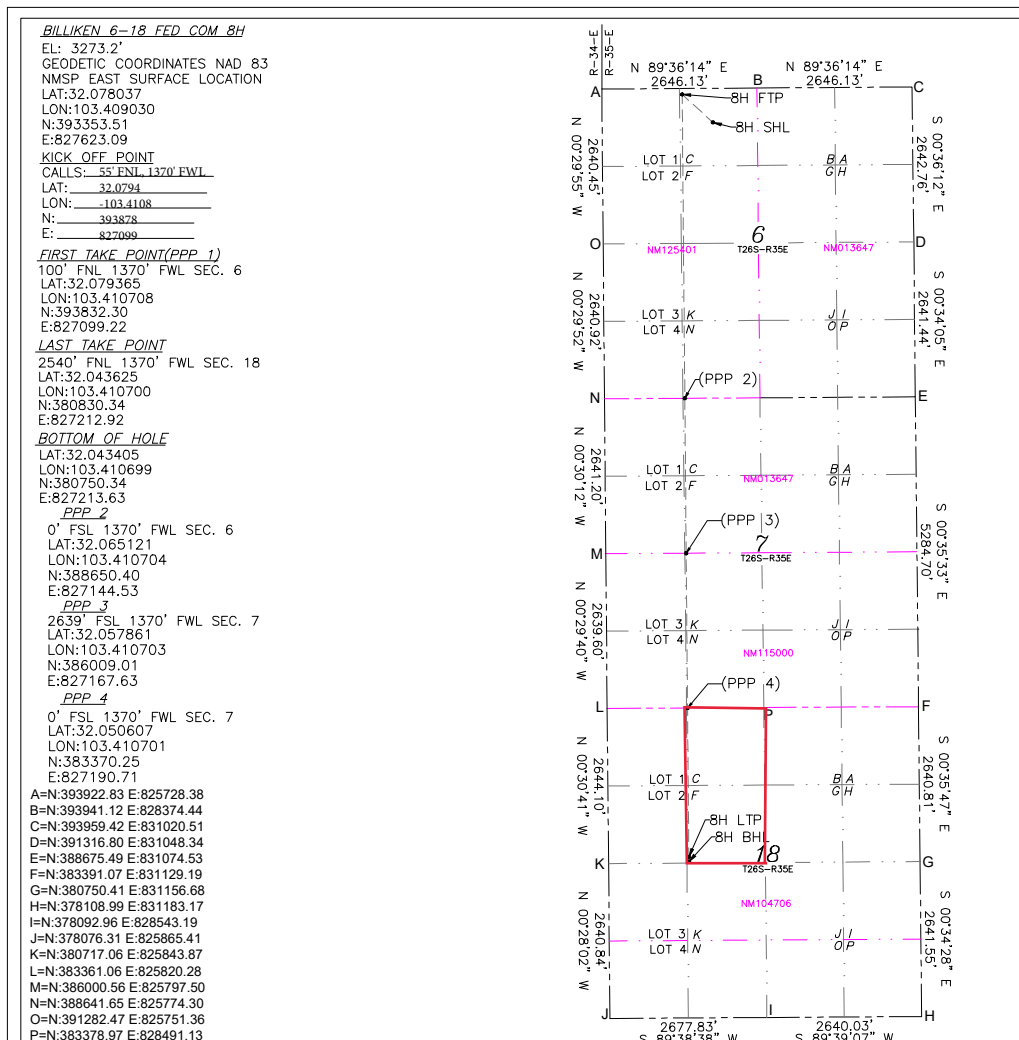 BILLIKEN 6-18 FED COM 8H
EL: 3273.2'
GEODETIC COORDINATES NAD 83
NMSP EAST SURFACE LOCATION
LAT:32.078037
LON:103.409030
N:393353.51
E:827623.09
KICK OFF POINT
CALLS: 55' FNL, 1370' FWL
LAT: 32.0794
LON: -103.4108
N: 393878
E: 827099
FIRST TAKE POINT(PPP 1)
100' FNL 1370' FWL SEC. 6
LAT:32.079365
LON:103.410708
N:393832.30
E:827099.22
LAST TAKE POINT
2540' FNL 1370' FWL SEC. 18
LAT:32.043625
LON:103.410700
N:380830.34
E:827212.92
BOTTOM OF HOLE
LAT:32.043405
LON:103.410699
N:380750.34
E:827213.63
PPP 2
0' FSL 1370' FWL SEC. 6
LAT:32.065121
LON:103.410704
N:388650.40
E:827144.53
PPP 3
2639' FSL 1370' FWL SEC. 7
LAT:32.057861
LON:103.410703
N:386009.01
E:827167.63
PPP 4
0' FSL 1370' FWL SEC. 7
LAT:32.050607
LON:103.410701
N:383370.25
E:827190.71
A=N:393922.83 E:825728.38
B=N:393941.12 E:828374.44
C=N:393959.42 E:831020.51
D=N:391316.80 E:831048.34
E=N:388675.49 E:831074.53
F=N:383391.07 E:831129.19
G=N:380750.41 E:831156.68
H=N:378108.99 E:831183.17
I=N:378092.96 E:828543.19
J=N:378076.31 E:825865.41
K=N:380717.06 E:825843.87
L=N:383361.06 E:825820.28
M=N:386000.56 E:825797.50
N=N:388641.65 E:825774.30
O=N:391282.47 E:825751.36
P=N:383378.97 E:828491.13
R-34-E
R-35-E
N 89°36'14" E
2646.13'
N 89°36'14" E
2646.13'
A
B
C
8H FTP
8H SHL
N 00°29'55" W
2640.45'
S 00°36'12" E
2642.76'
LOT 1 C
LOT 2 F
B A
G H
O
6
T26S-R35E
NM125401
NM013647
D
N 00°29'52" W
2640.92'
S 00°34'05" E
2641.44'
LOT 3 K
LOT 4 N
J I
O P
(PPP 2)
N
E
N 00°30'12" W
2641.20'
LOT 1 C
LOT 2 F
NM013647
B A
G H
(PPP 3)
M
7
T26S-R35E
S 00°35'33" E
5284.70'
N 00°29'40" W
2639.60'
LOT 3 K
LOT 4 N
J I
O P
NM115000
(PPP 4)
L
P
F
N 00°30'41" W
2644.10'
S 00°35'47" E
2640.81'
LOT 1 C
LOT 2 F
B A
G H
8H LTP
8H BHL
K
18
T26S-R35E
G
NM104706
N 00°28'02" W
2640.84'
S 00°34'28" E
2641.55'
LOT 3 K
LOT 4 N
J I
O P
J
I
H
2677.83'
S 89°38'38" W
2640.03'
S 89°39'07" W